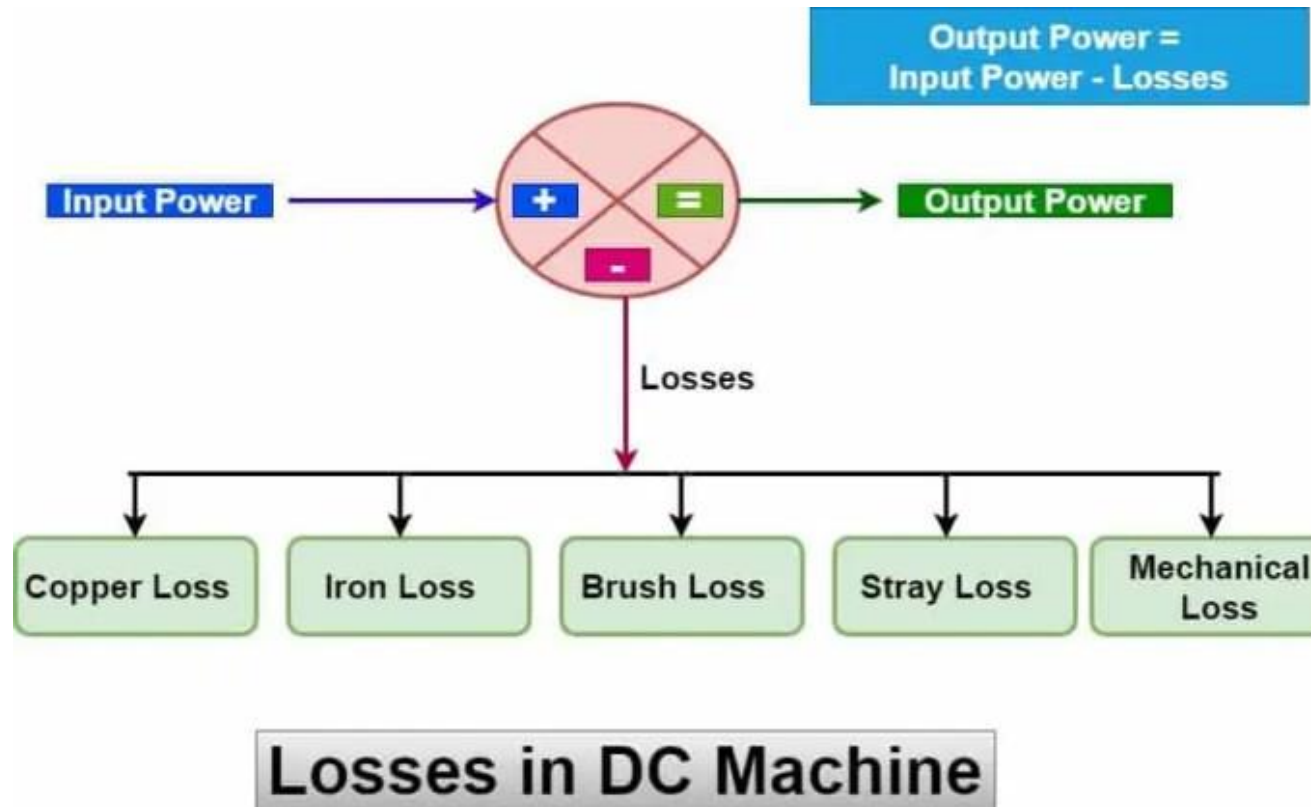 Output Power =
Input Power - Losses
Input Power
+
=
Output Power
-
Losses
Copper Loss
Iron Loss
Brush Loss
Stray Loss
Mechanical
Loss
Losses in DC Machine